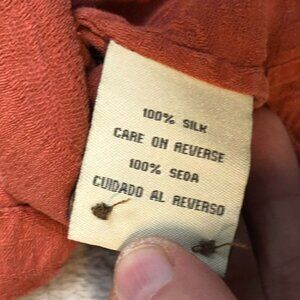 100% SILK
CARE ON REVERSE
100% SEDA
CUIDADO AL REVERSO